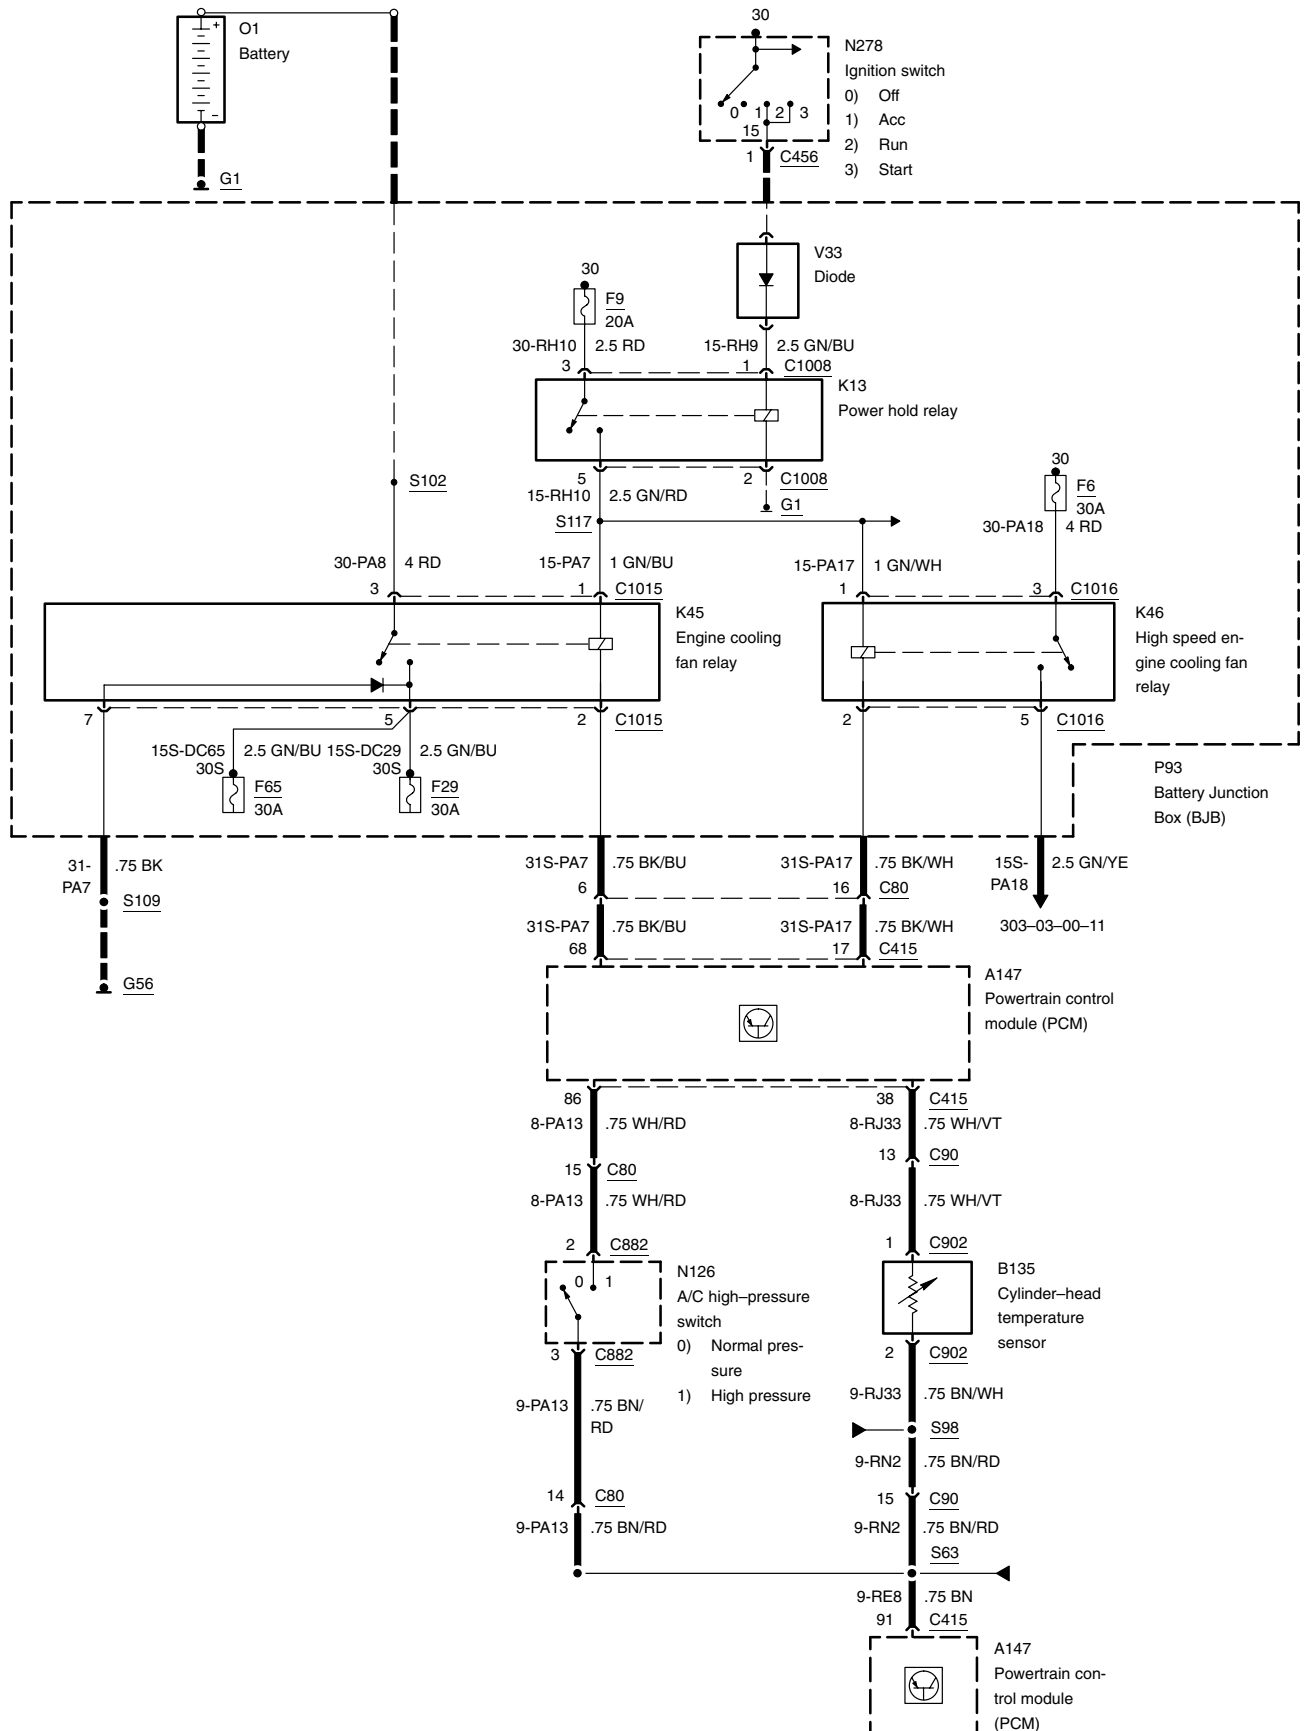 O1
Battery
+
–
G1
30
N278
Ignition switch
0) Off
1) Acc
2) Run
3) Start
0 1 2 3
15
1 C456
V33
Diode
30
F9
20A
30-RH10 2.5 RD
15-RH9 2.5 GN/BU
3 1 C1008
K13
Power hold relay
5 2 C1008
15-RH10 2.5 GN/RD
G1
S102
S117
30
F6
30A
30-PA18 4 RD
30-PA8 4 RD
15-PA7 1 GN/BU
15-PA17 1 GN/WH
3 1 C1015
1 3 C1016
K45
Engine cooling
fan relay
K46
High speed en-
gine cooling fan
relay
7 5 2 C1015
2 5 C1016
15S-DC65 2.5 GN/BU
30S
F65
30A
15S-DC29 2.5 GN/BU
30S
F29
30A
P93
Battery Junction
Box (BJB)
31-
PA7
.75 BK
S109
G56
31S-PA7 .75 BK/BU
31S-PA17 .75 BK/WH
15S-
PA18
2.5 GN/YE
303–03–00–11
6 16 C80
31S-PA7 .75 BK/BU
31S-PA17 .75 BK/WH
68 17 C415
A147
Powertrain control
module (PCM)
86 38 C415
8-PA13 .75 WH/RD
8-RJ33 .75 WH/VT
15 C80
13 C90
8-PA13 .75 WH/RD
8-RJ33 .75 WH/VT
2 C882
1 C902
0 1
N126
A/C high–pressure
switch
0) Normal pres-
sure
1) High pressure
B135
Cylinder–head
temperature
sensor
3 C882
2 C902
9-PA13 .75 BN/
RD
9-RJ33 .75 BN/WH
S98
9-RN2 .75 BN/RD
14 C80
15 C90
9-PA13 .75 BN/RD
9-RN2 .75 BN/RD
S63
9-RE8 .75 BN
91 C415
A147
Powertrain con-
trol module
(PCM)